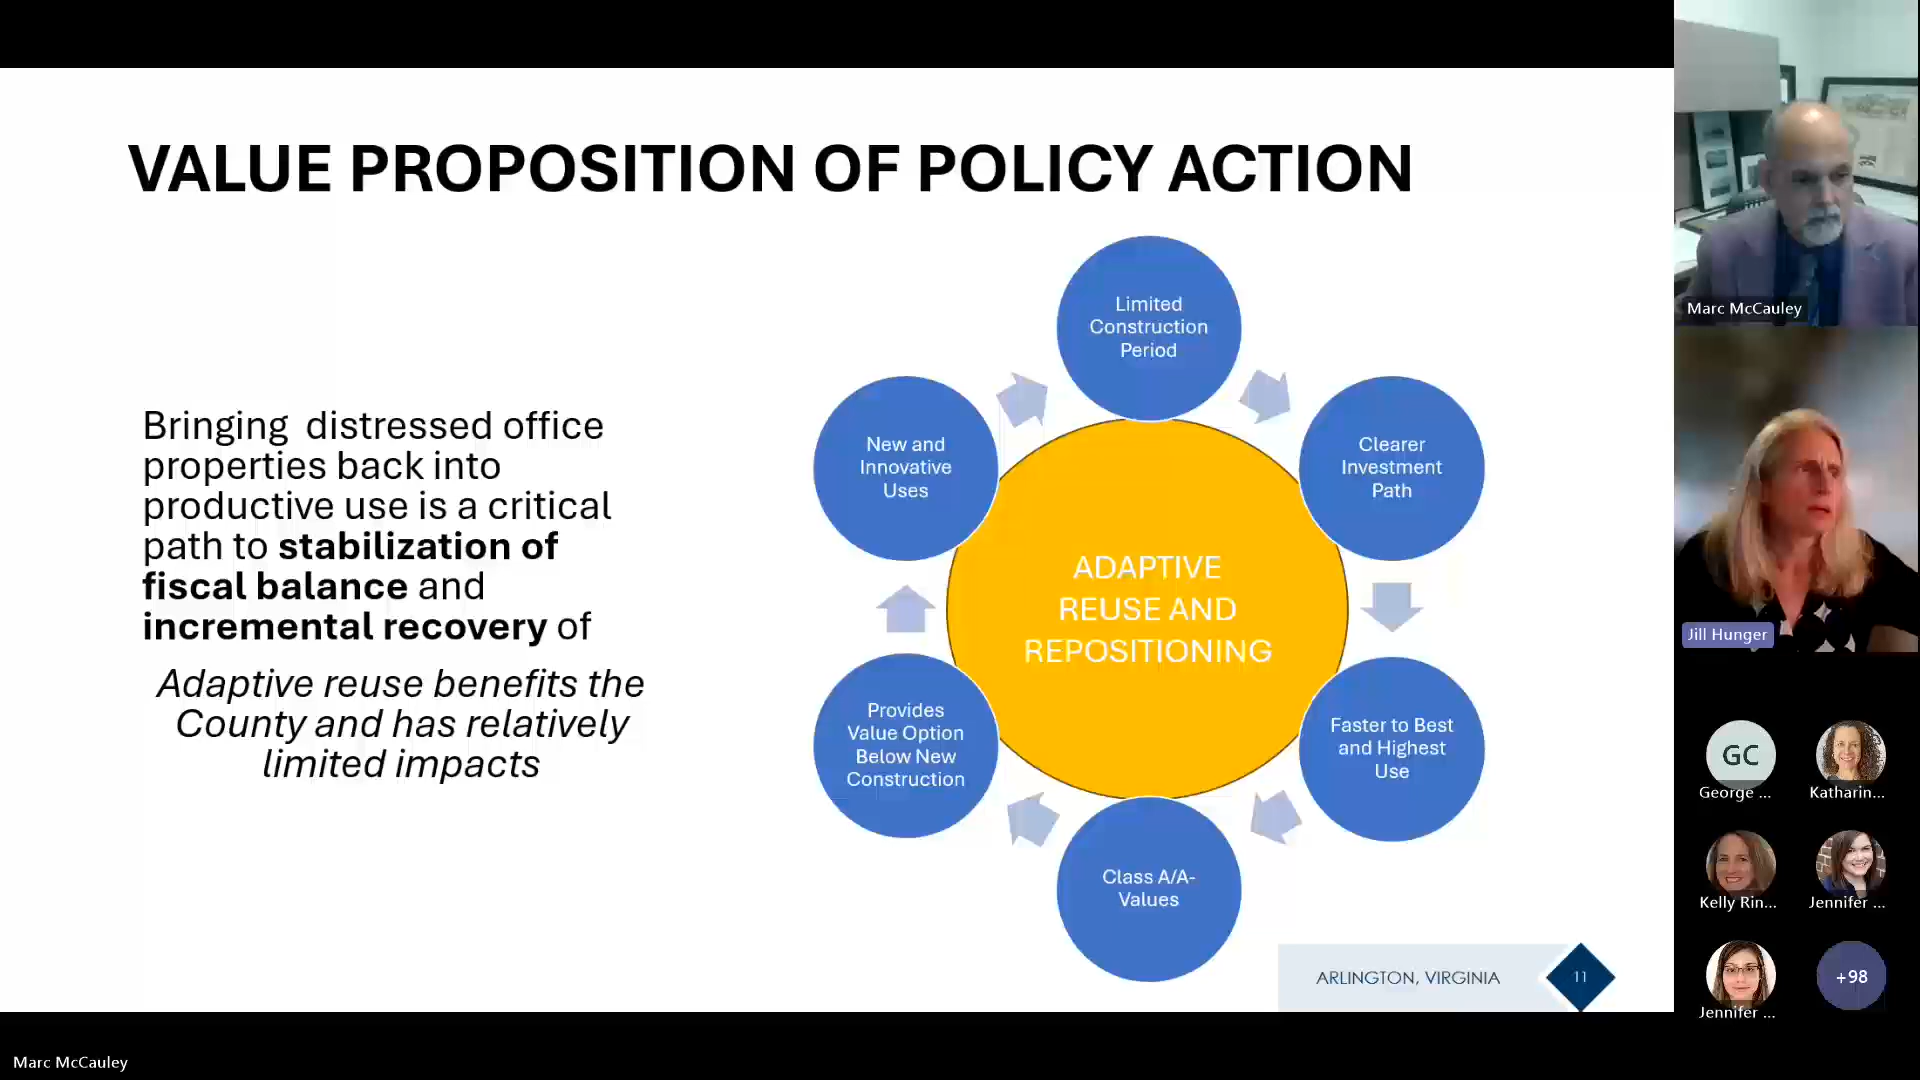 VALUE PROPOSITION OF POLICY ACTION
Bringing distressed office
properties back into
productive use is a critical
path to stabilization of
fiscal balance and
incremental recovery of
Adaptive reuse benefits the
County and has relatively
limited impacts
Limited
Construction
Period
Clearer
Investment
Path
Faster to Best
and Highest
Use
Class A/A-
Values
Provides
Value Option
Below New
Construction
New and
Innovative
Uses
ADAPTIVE
REUSE AND
REPOSITIONING
ARLINGTON, VIRGINIA
11
Marc McCauley
Jill Hunger
GC
George ...
Katharin...
Kelly Rin...
Jennifer ...
Jennifer ...
+98
Marc McCauley